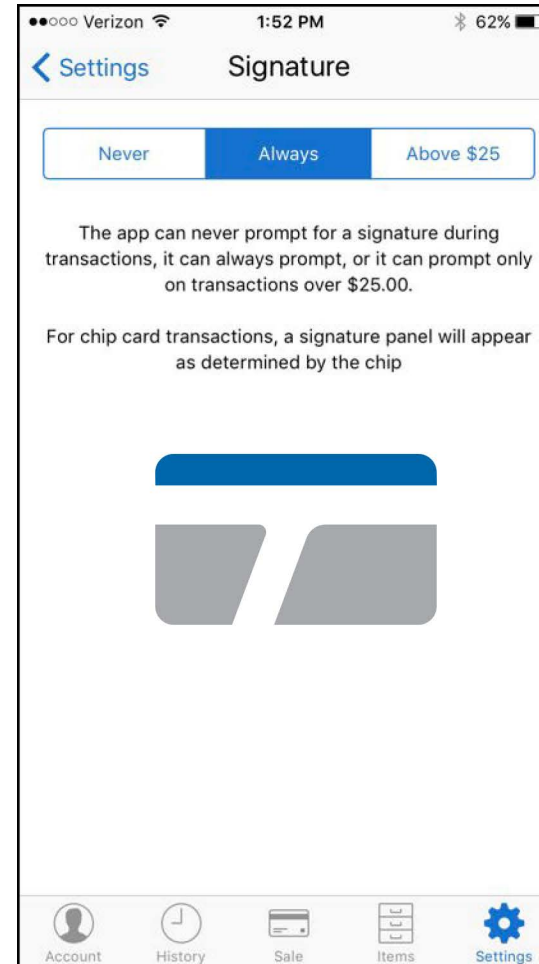 Verizon 1:52 PM 62%
Settings Signature
Never Always Above $25
The app can never prompt for a signature during
transactions, it can always prompt, or it can prompt only
on transactions over $25.00.
For chip card transactions, a signature panel will appear
as determined by the chip
Account History Sale Items Settings